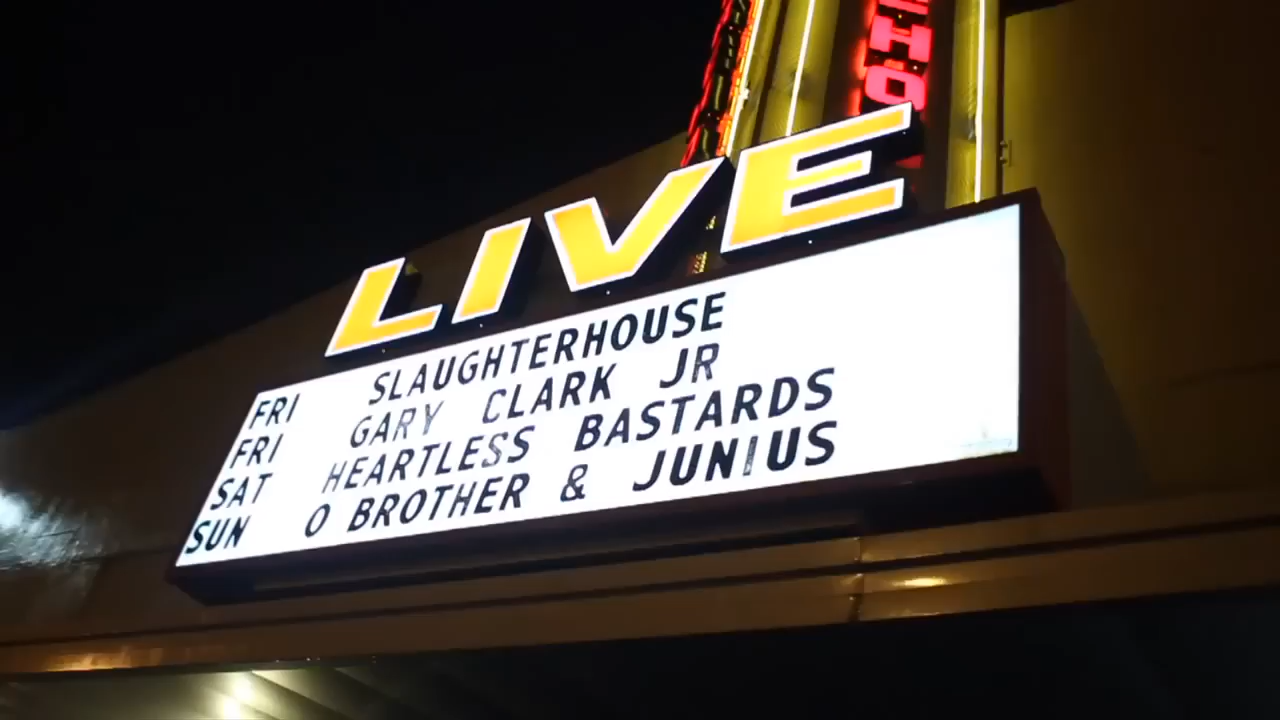 LIVE
FRI SLAUGHTERHOUSE
FRI GARY CLARK JR
SAT HEARTLESS BASTARDS
SUN O BROTHER & JUNIUS